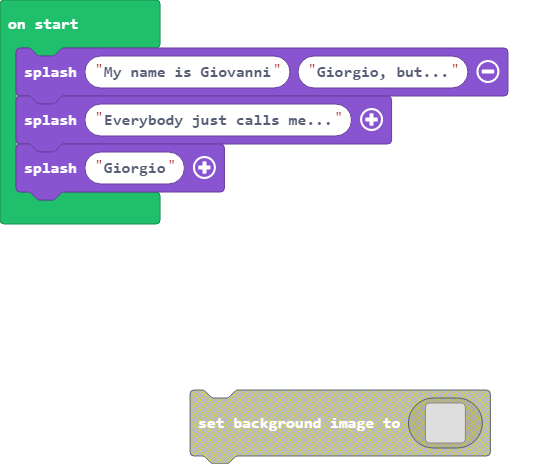 on start
splash "My name is Giovanni" "Giorgio, but..."
splash "Everybody just calls me..."
splash "Giorgio"
set background image to